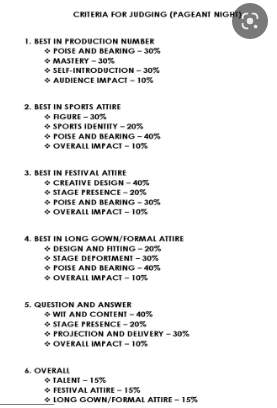 CRITERIA FOR JUDGING (PAGEANT NIGHT)
1. BEST IN PRODUCTION NUMBER
❖ POISE AND BEARING – 30%
❖ MASTERY – 30%
❖ SELF-INTRODUCTION – 30%
❖ AUDIENCE IMPACT – 10%
2. BEST IN SPORTS ATTIRE
❖ FIGURE – 30%
❖ SPORTS IDENTITY – 20%
❖ POISE AND BEARING – 40%
❖ OVERALL IMPACT – 10%
3. BEST IN FESTIVAL ATTIRE
❖ CREATIVE DESIGN – 40%
❖ STAGE PRESENCE – 20%
❖ POISE AND BEARING – 30%
❖ OVERALL IMPACT – 10%
4. BEST IN LONG GOWN/FORMAL ATTIRE
❖ DESIGN AND FITTING – 20%
❖ STAGE DEPORTMENT – 30%
❖ POISE AND BEARING – 40%
❖ OVERALL IMPACT – 10%
5. QUESTION AND ANSWER
❖ WIT AND CONTENT – 40%
❖ STAGE PRESENCE – 20%
❖ PROJECTION AND DELIVERY – 30%
❖ OVERALL IMPACT – 10%
6. OVERALL
❖ TALENT – 15%
❖ FESTIVAL ATTIRE – 15%
❖ LONG GOWN/FORMAL ATTIRE – 15%